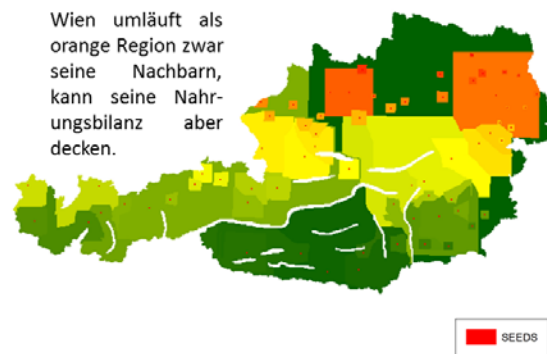 Wien umläuft als
orange Region zwar
seine Nachbarn,
kann seine Nahr-
ungsbilanz aber
decken.
SEEDS